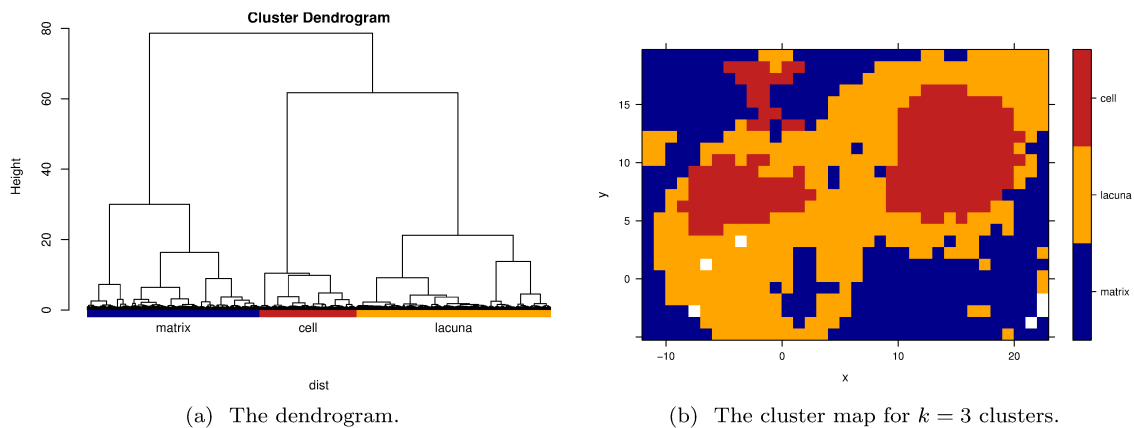 Cluster Dendrogram
80
60
40
20
0
Height
matrix cell lacuna
dist
(a) The dendrogram.
15
10
5
0
y
−10 0 10 20
x
cell
lacuna
matrix
(b) The cluster map for k = 3 clusters.